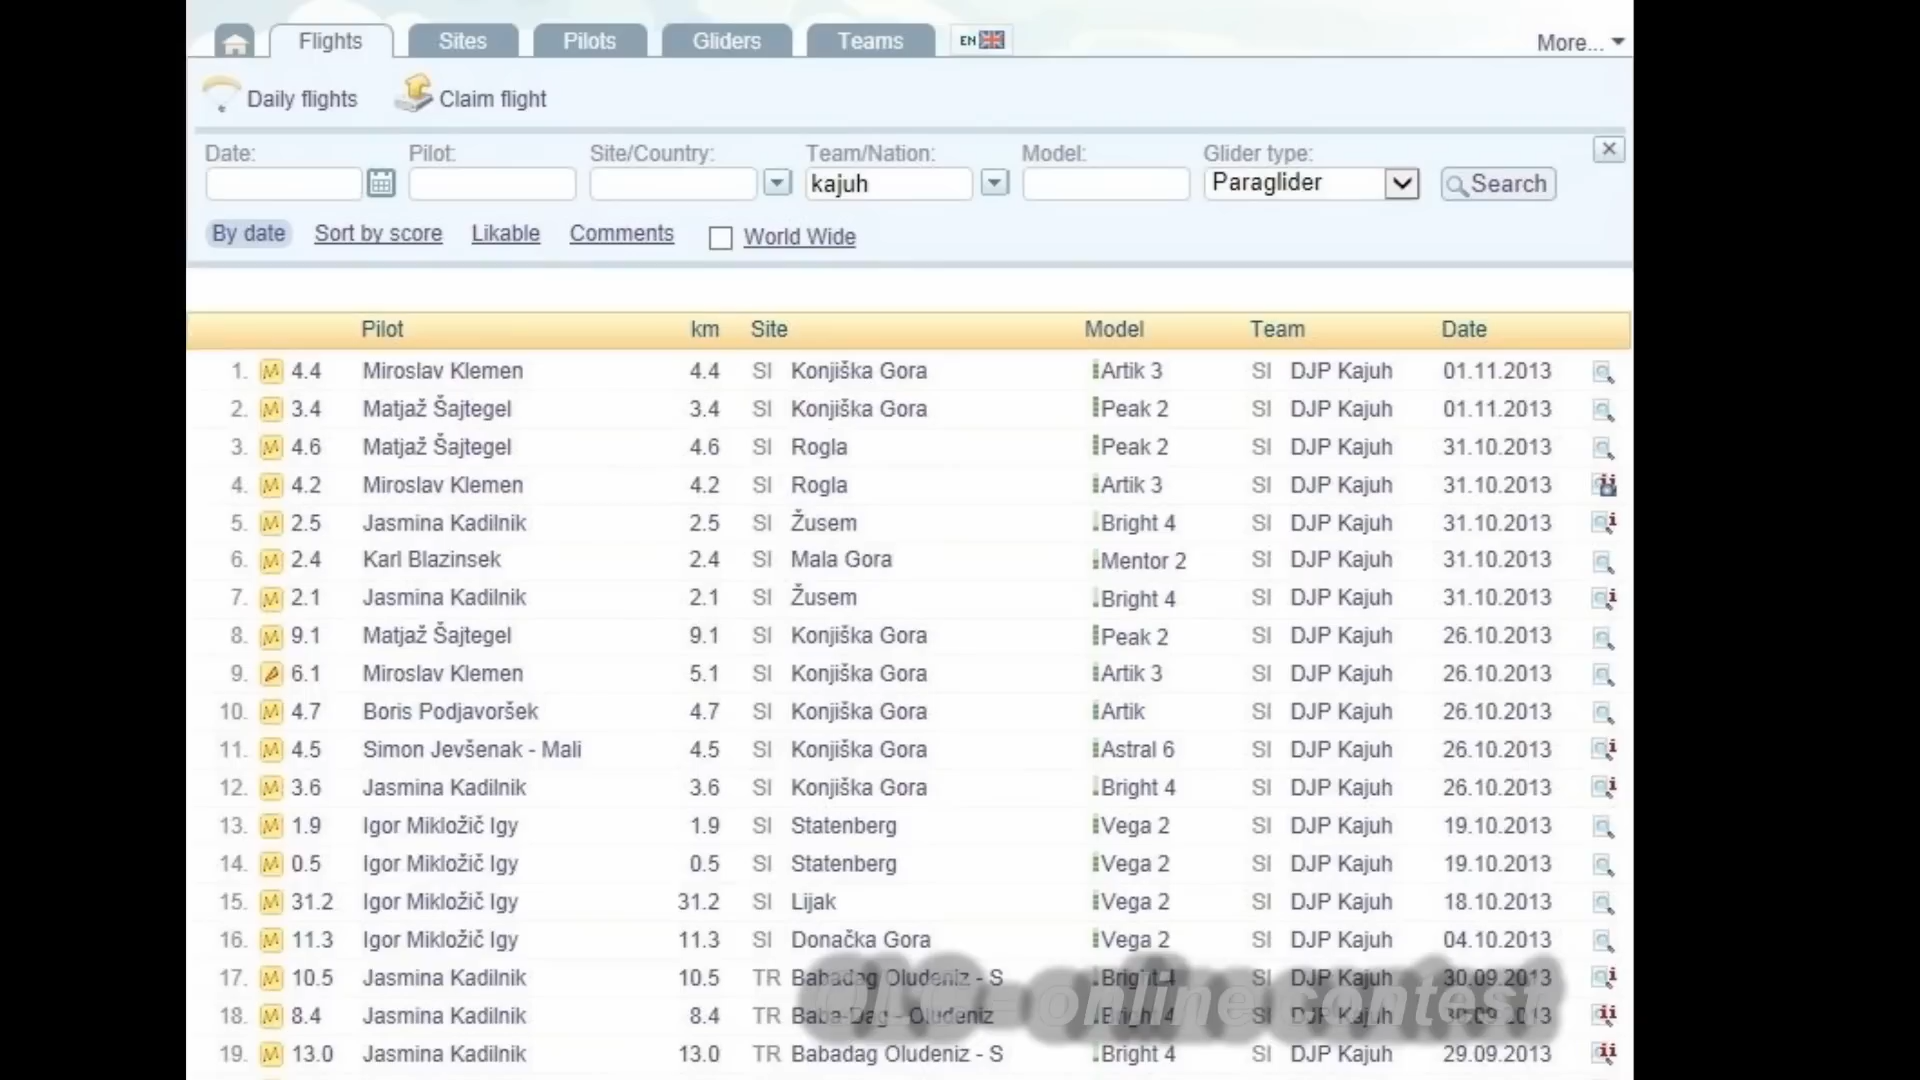 Flights Sites Pilots Gliders Teams EN More...
Daily flights Claim flight
Date: Pilot: Site/Country: Team/Nation: Model: Glider type:
kajuh Paraglider Search
By date Sort by score Likable Comments World Wide
Pilot km Site Model Team Date
1. 4.4 Miroslav Klemen 4.4 SI Konjiška Gora Artik 3 SI DJP Kajuh 01.11.2013
2. 3.4 Matjaž Šajtegel 3.4 SI Konjiška Gora Peak 2 SI DJP Kajuh 01.11.2013
3. 4.6 Matjaž Šajtegel 4.6 SI Rogla Peak 2 SI DJP Kajuh 31.10.2013
4. 4.2 Miroslav Klemen 4.2 SI Rogla Artik 3 SI DJP Kajuh 31.10.2013
5. 2.5 Jasmina Kadilnik 2.5 SI Žusem Bright 4 SI DJP Kajuh 31.10.2013
6. 2.4 Karl Blazinsek 2.4 SI Mala Gora Mentor 2 SI DJP Kajuh 31.10.2013
7. 2.1 Jasmina Kadilnik 2.1 SI Žusem Bright 4 SI DJP Kajuh 31.10.2013
8. 9.1 Matjaž Šajtegel 9.1 SI Konjiška Gora Peak 2 SI DJP Kajuh 26.10.2013
9. 6.1 Miroslav Klemen 5.1 SI Konjiška Gora Artik 3 SI DJP Kajuh 26.10.2013
10. 4.7 Boris Podjavoršek 4.7 SI Konjiška Gora Artik SI DJP Kajuh 26.10.2013
11. 4.5 Simon Jevšenak - Mali 4.5 SI Konjiška Gora Astral 6 SI DJP Kajuh 26.10.2013
12. 3.6 Jasmina Kadilnik 3.6 SI Konjiška Gora Bright 4 SI DJP Kajuh 26.10.2013
13. 1.9 Igor Mikložič Igy 1.9 SI Statenberg Vega 2 SI DJP Kajuh 19.10.2013
14. 0.5 Igor Mikložič Igy 0.5 SI Statenberg Vega 2 SI DJP Kajuh 19.10.2013
15. 31.2 Igor Mikložič Igy 31.2 SI Lijak Vega 2 SI DJP Kajuh 18.10.2013
16. 11.3 Igor Mikložič Igy 11.3 SI Donačka Gora Vega 2 SI DJP Kajuh 04.10.2013
17. 10.5 Jasmina Kadilnik 10.5 TR Babadag Oludeniz - S Bright 4 SI DJP Kajuh 30.09.2013
OLC - online contest
18. 8.4 Jasmina Kadilnik 8.4 TR Baba-Dag - Oludeniz Bright 4 SI DJP Kajuh 30.09.2013
19. 13.0 Jasmina Kadilnik 13.0 TR Babadag Oludeniz - S Bright 4 SI DJP Kajuh 29.09.2013